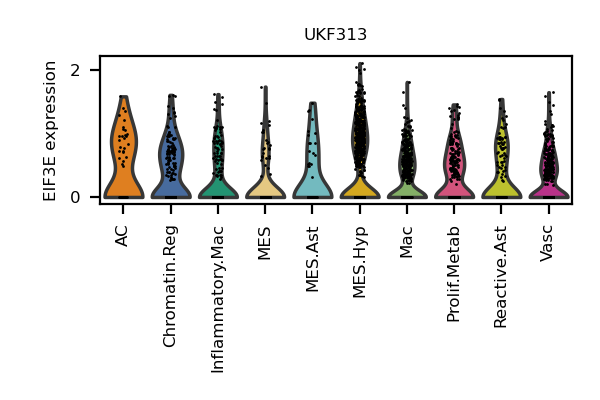 UKF313
EIF3E expression
2
0
AC
Chromatin.Reg
Inflammatory.Mac
MES
MES.Ast
MES.Hyp
Mac
Prolif.Metab
Reactive.Ast
Vasc